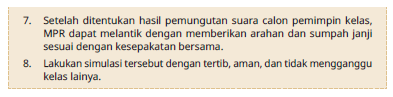 7. Setelah ditentukan hasil pemungutan suara calon pemimpin kelas,
MPR dapat melantik dengan memberikan arahan dan sumpah janji
sesuai dengan kesepakatan bersama.
8. Lakukan simulasi tersebut dengan tertib, aman, dan tidak mengganggu
kelas lainya.